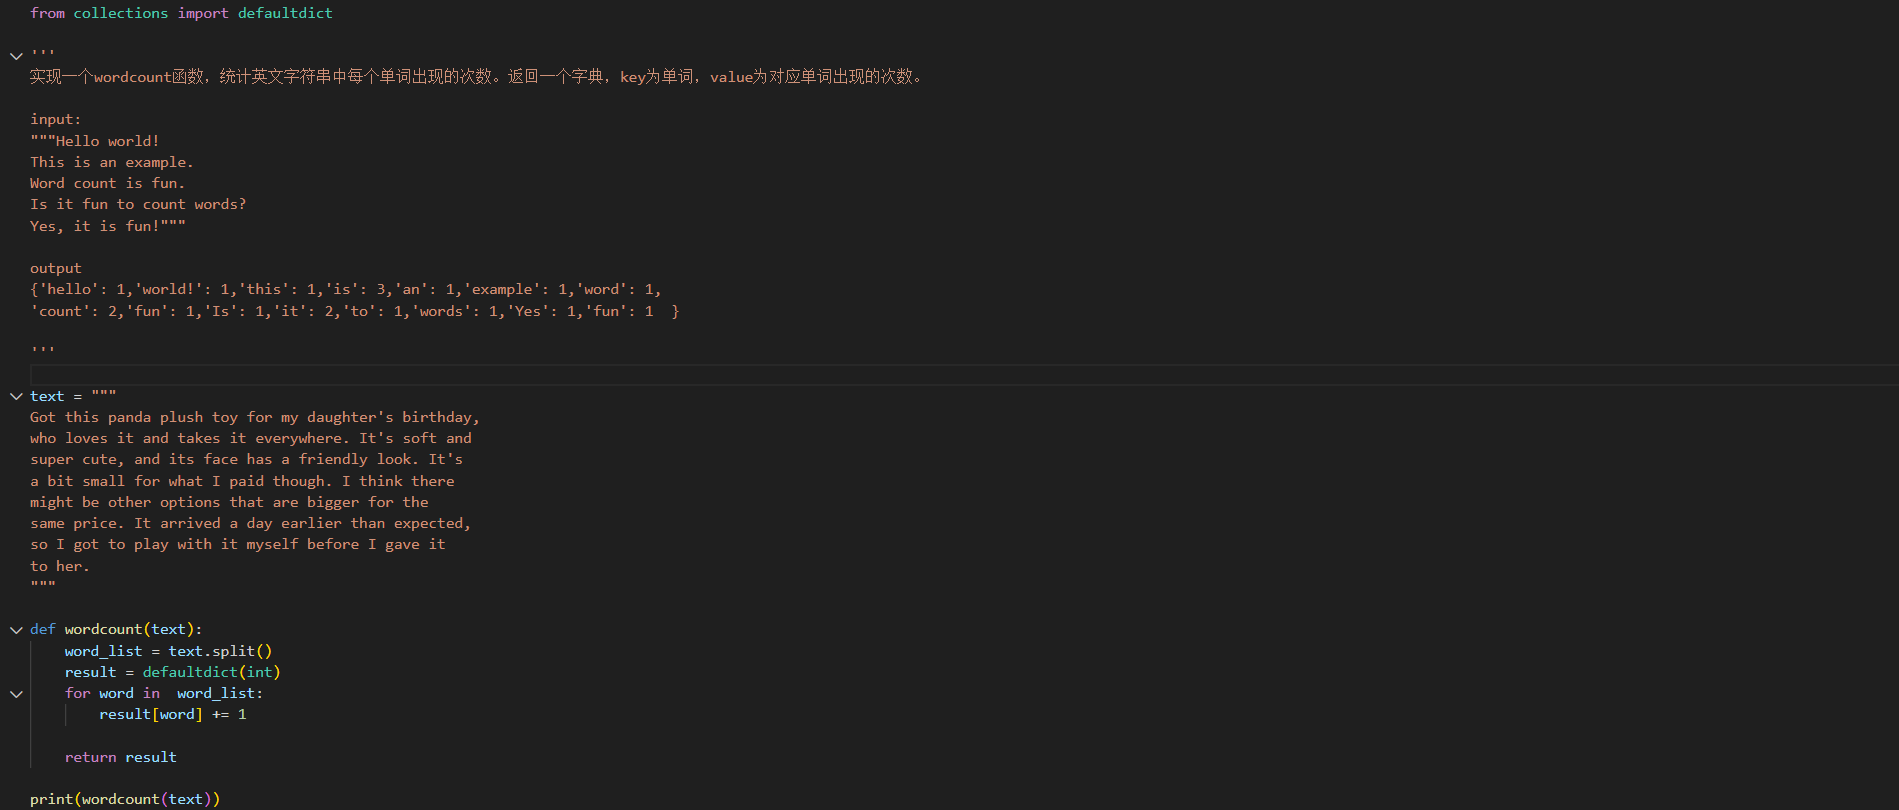 from collections import defaultdict
'''
实现一个wordcount函数，统计英文字符串中每个单词出现的次数。返回一个字典，key为单词，value为对应单词出现的次数。
input:
"""Hello world!
This is an example.
Word count is fun.
Is it fun to count words?
Yes, it is fun!"""
output
{'hello': 1,'world!': 1,'this': 1,'is': 3,'an': 1,'example': 1,'word': 1,
'count': 2,'fun': 1,'Is': 1,'it': 2,'to': 1,'words': 1,'Yes': 1,'fun': 1  }
'''
text = """
Got this panda plush toy for my daughter's birthday,
who loves it and takes it everywhere. It's soft and
super cute, and its face has a friendly look. It's
a bit small for what I paid though. I think there
might be other options that are bigger for the
same price. It arrived a day earlier than expected,
so I got to play with it myself before I gave it
to her.
"""
def wordcount(text):
    word_list = text.split()
    result = defaultdict(int)
    for word in  word_list:
        result[word] += 1
    return result
print(wordcount(text))